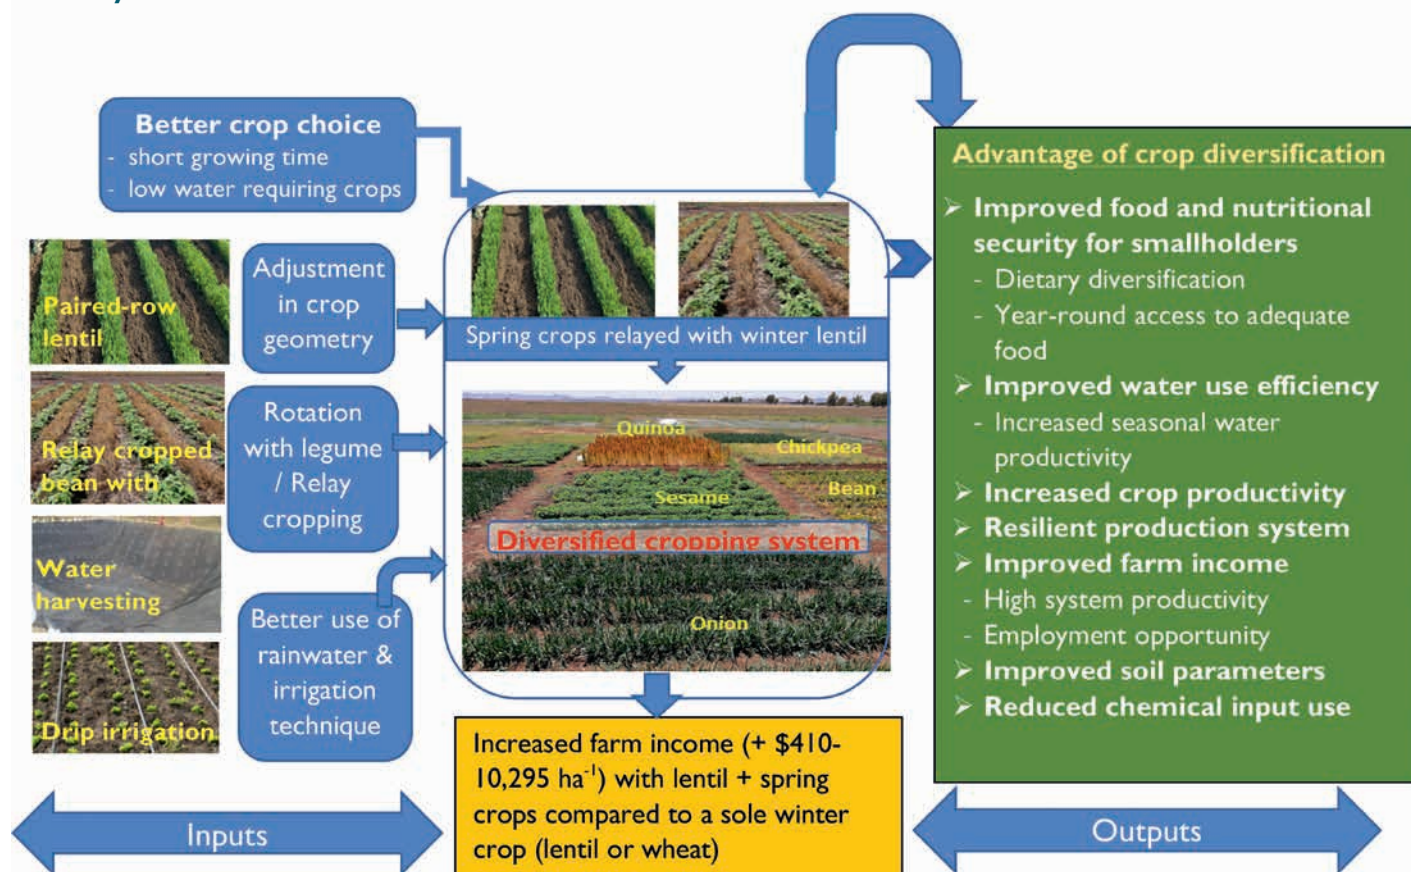 Better crop choice
- short growing time
- low water requiring crops
Paired-row
lentil
Adjustment
in crop
geometry
Relay cropped
bean with
Rotation
with legume
/ Relay
cropping
Water
harvesting
Drip irrigation
Better use of
rainwater &
irrigation
technique
Inputs
Spring crops relayed with winter lentil
Quinoa
Chickpea
Sesame
Bean
Diversified cropping system
Onion
Increased farm income (+ $410-
10,295 ha⁻¹) with lentil + spring
crops compared to a sole winter
crop (lentil or wheat)
Advantage of crop diversification
➢ Improved food and nutritional
security for smallholders
- Dietary diversification
- Year-round access to adequate
food
➢ Improved water use efficiency
- Increased seasonal water
productivity
➢ Increased crop productivity
➢ Resilient production system
➢ Improved farm income
- High system productivity
- Employment opportunity
➢ Improved soil parameters
➢ Reduced chemical input use
Outputs